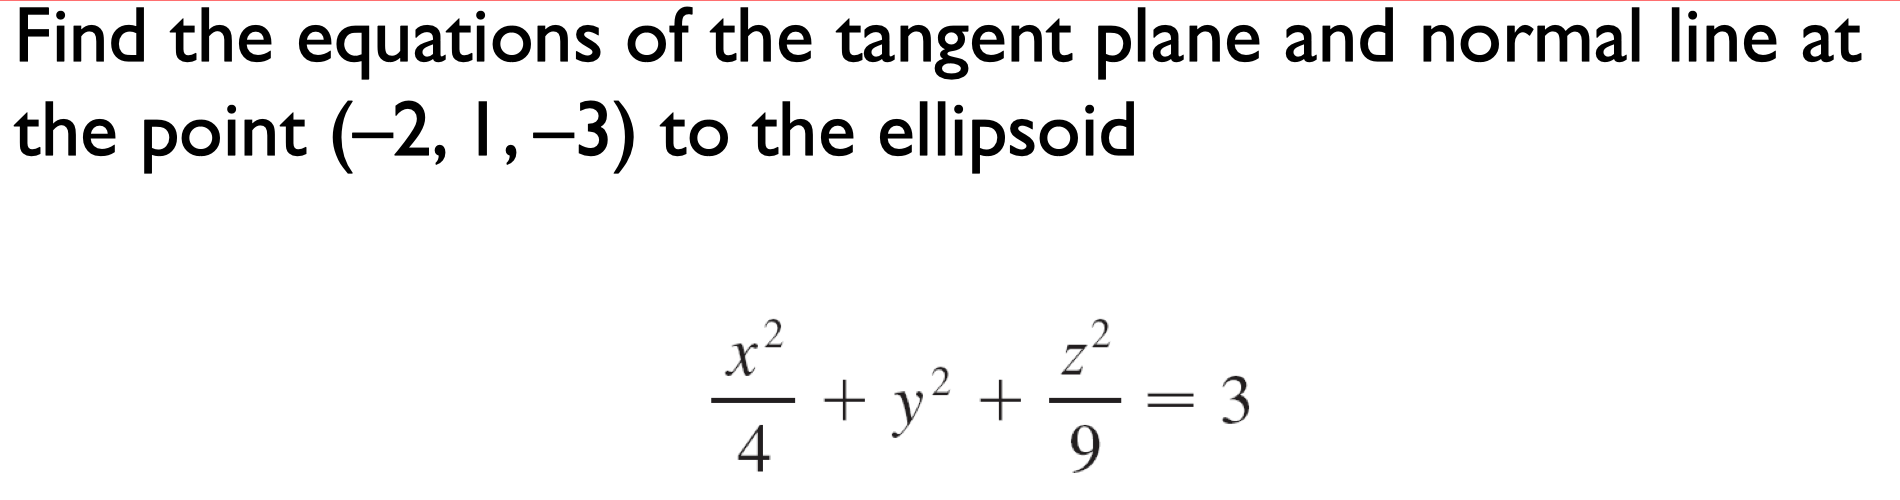 Find the equations of the tangent plane and normal line at
the point (–2, 1, –3) to the ellipsoid
x²/4 + y² + z²/9 = 3